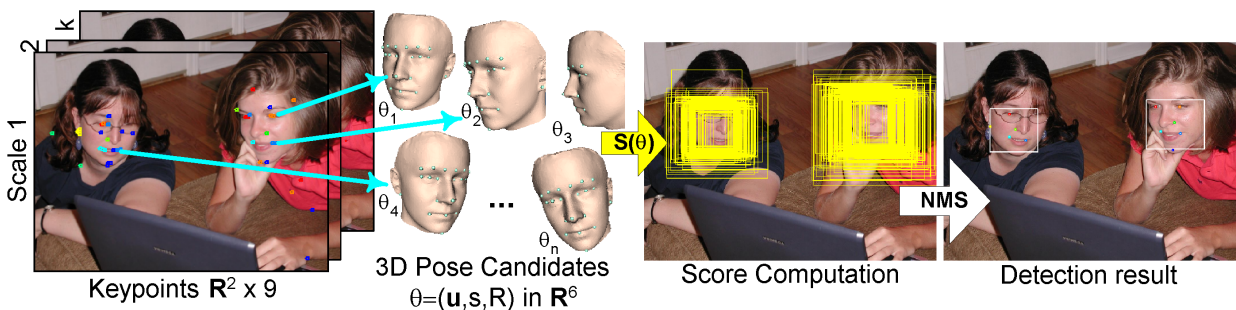 k
2
Scale 1
θ1
θ2
θ3
θ4
...
θn
S(θ)
NMS
Keypoints R² x 9
3D Pose Candidates
θ=(u,s,R) in R⁶
Score Computation
Detection result